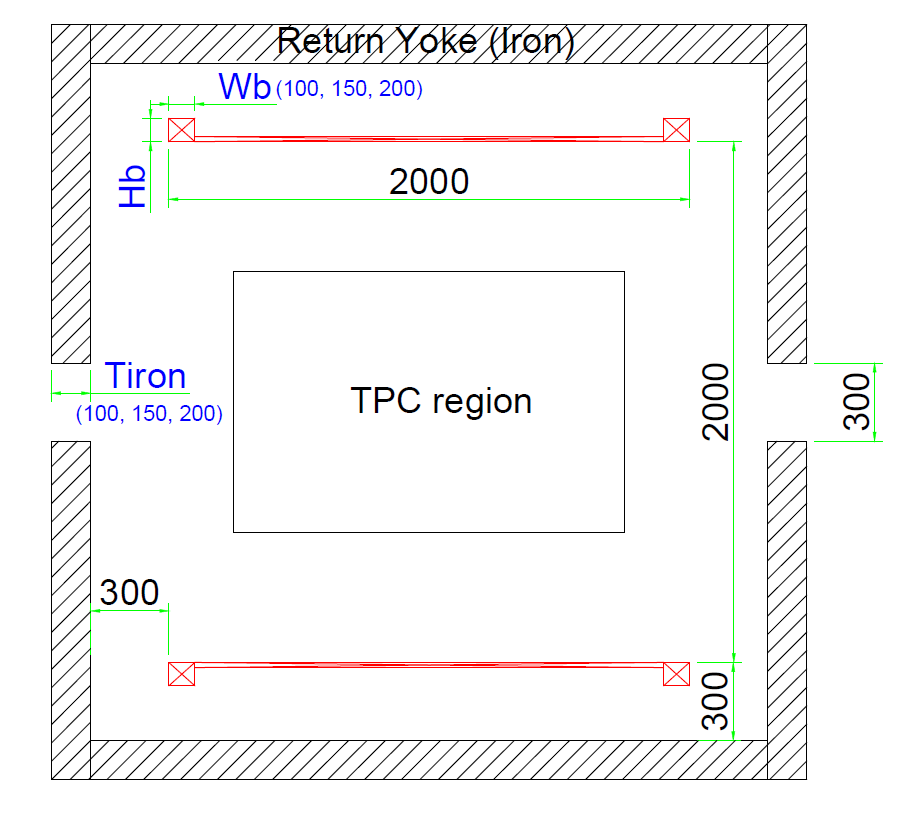 Return Yoke (Iron)
Wb (100, 150, 200)
Hb
2000
Tiron
(100, 150, 200)
TPC region
2000
300
300
300